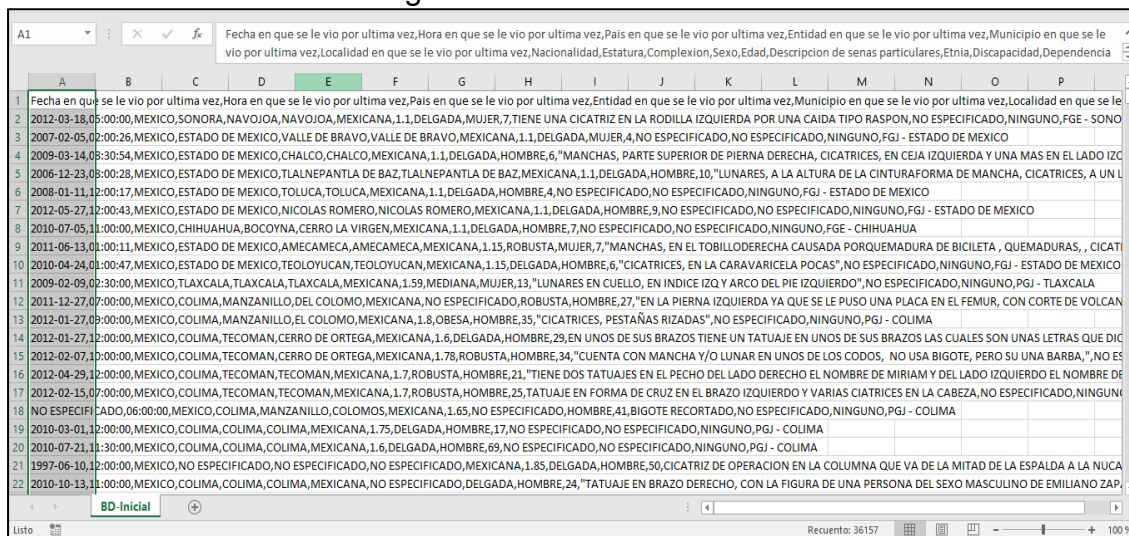 A1
fx
Fecha en que se le vio por ultima vez,Hora en que se le vio por ultima vez,Pais en que se le vio por ultima vez,Entidad en que se le vio por ultima vez,Municipio en que se le
vio por ultima vez,Localidad en que se le vio por ultima vez,Nacionalidad,Estatura,Complexion,Sexo,Edad,Descripcion de senas particulares,Etnia,Discapacidad,Dependencia
A B C D E F G H I J K L M N O P
1 Fecha en que se le vio por ultima vez,Hora en que se le vio por ultima vez,Pais en que se le vio por ultima vez,Entidad en que se le vio por ultima vez,Municipio en que se le vio por ultima vez,Localidad en que se le
2 2012-03-18,05:00:00,MEXICO,SONORA,NAVOJOA,NAVOJOA,MEXICANA,1.1,DELGADA,MUJER,7,TIENE UNA CICATRIZ EN LA RODILLA IZQUIERDA POR UNA CAIDA TIPO RASPON,NO ESPECIFICADO,NINGUNO,FGE - SONO
3 2007-02-05,02:00:26,MEXICO,ESTADO DE MEXICO,VALLE DE BRAVO,VALLE DE BRAVO,MEXICANA,1.1,DELGADA,MUJER,4,NO ESPECIFICADO,NO ESPECIFICADO,NINGUNO,FGJ - ESTADO DE MEXICO
4 2009-03-14,03:30:54,MEXICO,ESTADO DE MEXICO,CHALCO,CHALCO,MEXICANA,1.1,DELGADA,HOMBRE,6,"MANCHAS, PARTE SUPERIOR DE PIERNA DERECHA, CICATRICES, EN CEJA IZQUIERDA Y UNA MAS EN EL LADO IZQ
5 2006-12-23,03:00:28,MEXICO,ESTADO DE MEXICO,TLALNEPANTLA DE BAZ,TLALNEPANTLA DE BAZ,MEXICANA,1.1,DELGADA,HOMBRE,10,"LUNARES, A LA ALTURA DE LA CINTURAFORMA DE MANCHA, CICATRICES, A UN L
6 2008-01-11,12:00:17,MEXICO,ESTADO DE MEXICO,TOLUCA,TOLUCA,MEXICANA,1.1,DELGADA,HOMBRE,4,NO ESPECIFICADO,NO ESPECIFICADO,NINGUNO,FGJ - ESTADO DE MEXICO
7 2012-05-27,12:00:43,MEXICO,ESTADO DE MEXICO,NICOLAS ROMERO,NICOLAS ROMERO,MEXICANA,1.1,DELGADA,HOMBRE,9,NO ESPECIFICADO,NO ESPECIFICADO,NINGUNO,FGJ - ESTADO DE MEXICO
8 2010-07-05,11:00:00,MEXICO,CHIHUAHUA,BOCOYNA,CERRO LA VIRGEN,MEXICANA,1.1,DELGADA,HOMBRE,7,NO ESPECIFICADO,NO ESPECIFICADO,NINGUNO,FGE - CHIHUAHUA
9 2011-06-13,01:00:11,MEXICO,ESTADO DE MEXICO,AMECAMECA,AMECAMECA,MEXICANA,1.15,ROBUSTA,MUJER,7,"MANCHAS, EN EL TOBILLODERECHA CAUSADA PORQUEMADURA DE BICILETA , QUEMADURAS, , CICATI
10 2010-04-24,01:00:47,MEXICO,ESTADO DE MEXICO,TEOLOYUCAN,TEOLOYUCAN,MEXICANA,1.15,DELGADA,HOMBRE,6,"CICATRICES, EN LA CARAVARICELA POCAS",NO ESPECIFICADO,NINGUNO,FGJ - ESTADO DE MEXICO
11 2009-02-09,02:30:00,MEXICO,TLAXCALA,TLAXCALA,TLAXCALA,MEXICANA,1.59,MEDIANA,MUJER,13,"LUNARES EN CUELLO, EN INDICE IZQ Y ARCO DEL PIE IZQUIERDO",NO ESPECIFICADO,NINGUNO,PGJ - TLAXCALA
12 2011-12-27,07:00:00,MEXICO,COLIMA,MANZANILLO,DEL COLOMO,MEXICANA,NO ESPECIFICADO,ROBUSTA,HOMBRE,27,"EN LA PIERNA IZQUIERDA YA QUE SE LE PUSO UNA PLACA EN EL FEMUR, CON CORTE DE VOLCAN
13 2012-01-27,09:00:00,MEXICO,COLIMA,MANZANILLO,EL COLOMO,MEXICANA,1.8,OBESA,HOMBRE,35,"CICATRICES, PESTAÑAS RIZADAS",NO ESPECIFICADO,NINGUNO,PGJ - COLIMA
14 2012-01-27,12:00:00,MEXICO,COLIMA,TECOMAN,CERRO DE ORTEGA,MEXICANA,1.6,DELGADA,HOMBRE,29,EN UNOS DE SUS BRAZOS TIENE UN TATUAJE EN UNOS DE SUS BRAZOS LAS CUALES SON UNAS LETRAS QUE DIC
15 2012-02-07,10:00:00,MEXICO,COLIMA,TECOMAN,CERRO DE ORTEGA,MEXICANA,1.78,ROBUSTA,HOMBRE,34,"CUENTA CON MANCHA Y/O LUNAR EN UNOS DE LOS CODOS, NO USA BIGOTE, PERO SU UNA BARBA,",NO ES
16 2012-04-29,12:00:00,MEXICO,COLIMA,TECOMAN,TECOMAN,MEXICANA,1.7,ROBUSTA,HOMBRE,21,"TIENE DOS TATUAJES EN EL PECHO DEL LADO DERECHO EL NOMBRE DE MIRIAM Y DEL LADO IZQUIERDO EL NOMBRE DE
17 2012-02-15,07:00:00,MEXICO,COLIMA,TECOMAN,TECOMAN,MEXICANA,1.7,ROBUSTA,HOMBRE,25,TATUAJE EN FORMA DE CRUZ EN EL BRAZO IZQUIERDO Y VARIAS CIATRICES EN LA CABEZA,NO ESPECIFICADO,NINGUN
18 NO ESPECIFICADO,06:00:00,MEXICO,COLIMA,MANZANILLO,COLOMOS,MEXICANA,1.65,NO ESPECIFICADO,HOMBRE,41,BIGOTE RECORTADO,NO ESPECIFICADO,NINGUNO,PGJ - COLIMA
19 2010-03-01,12:00:00,MEXICO,COLIMA,COLIMA,COLIMA,MEXICANA,1.75,DELGADA,HOMBRE,17,NO ESPECIFICADO,NO ESPECIFICADO,NINGUNO,PGJ - COLIMA
20 2010-07-21,11:30:00,MEXICO,COLIMA,COLIMA,COLIMA,MEXICANA,1.6,DELGADA,HOMBRE,69,NO ESPECIFICADO,NO ESPECIFICADO,NINGUNO,PGJ - COLIMA
21 1997-06-10,12:00:00,MEXICO,NO ESPECIFICADO,NO ESPECIFICADO,NO ESPECIFICADO,MEXICANA,1.85,DELGADA,HOMBRE,50,CICATRIZ DE OPERACION EN LA COLUMNA QUE VA DE LA MITAD DE LA ESPALDA A LA NUCA
22 2010-10-13,11:00:00,MEXICO,COLIMA,COLIMA,COLIMA,MEXICANA,NO ESPECIFICADO,DELGADA,HOMBRE,24,"TATUAJE EN BRAZO DERECHO, CON LA FIGURA DE UNA PERSONA DEL SEXO MASCULINO DE EMILIANO ZAP
BD-Inicial
Listo
Recuento: 36157
100 %